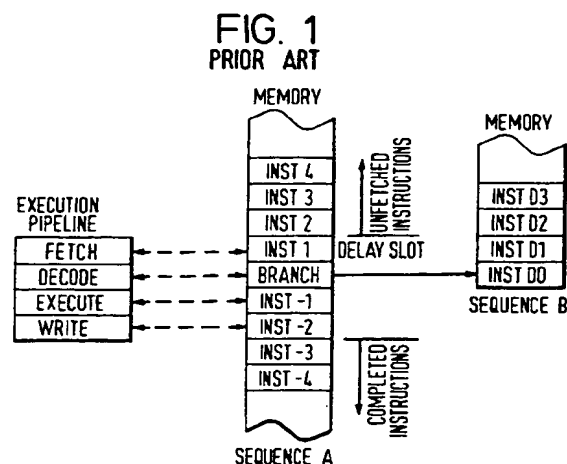 FIG. 1
PRIOR ART
MEMORY
INST 4
INST 3
INST 2
INST 1
BRANCH
INST -1
INST -2
INST -3
INST -4
SEQUENCE A
EXECUTION
PIPELINE
FETCH
DECODE
EXECUTE
WRITE
UNFETCHED
INSTRUCTIONS
DELAY SLOT
COMPLETED
INSTRUCTIONS
MEMORY
INST D3
INST D2
INST D1
INST D0
SEQUENCE B